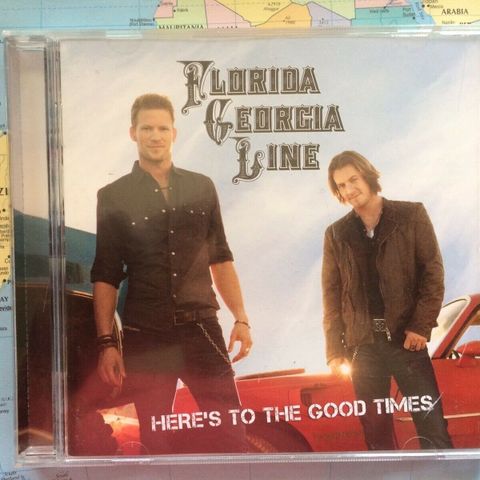 MAURITANIA
ARABIA
FLORIDA
GEORGIA
LINE
HERE'S TO THE GOOD TIMES